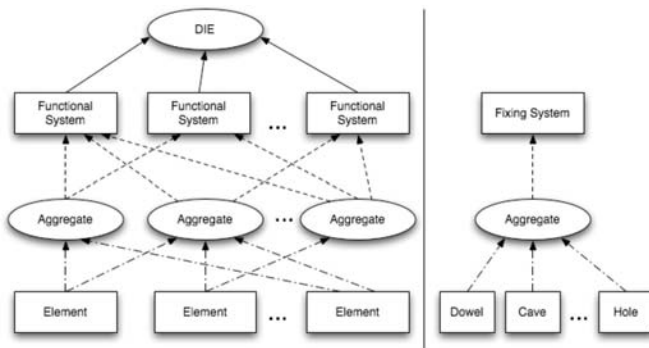 DIE
Functional
System
Functional
System
...
Functional
System
Aggregate
Aggregate
...
Aggregate
Element
Element
...
Element
Fixing System
Aggregate
Dowel
Cave
...
Hole